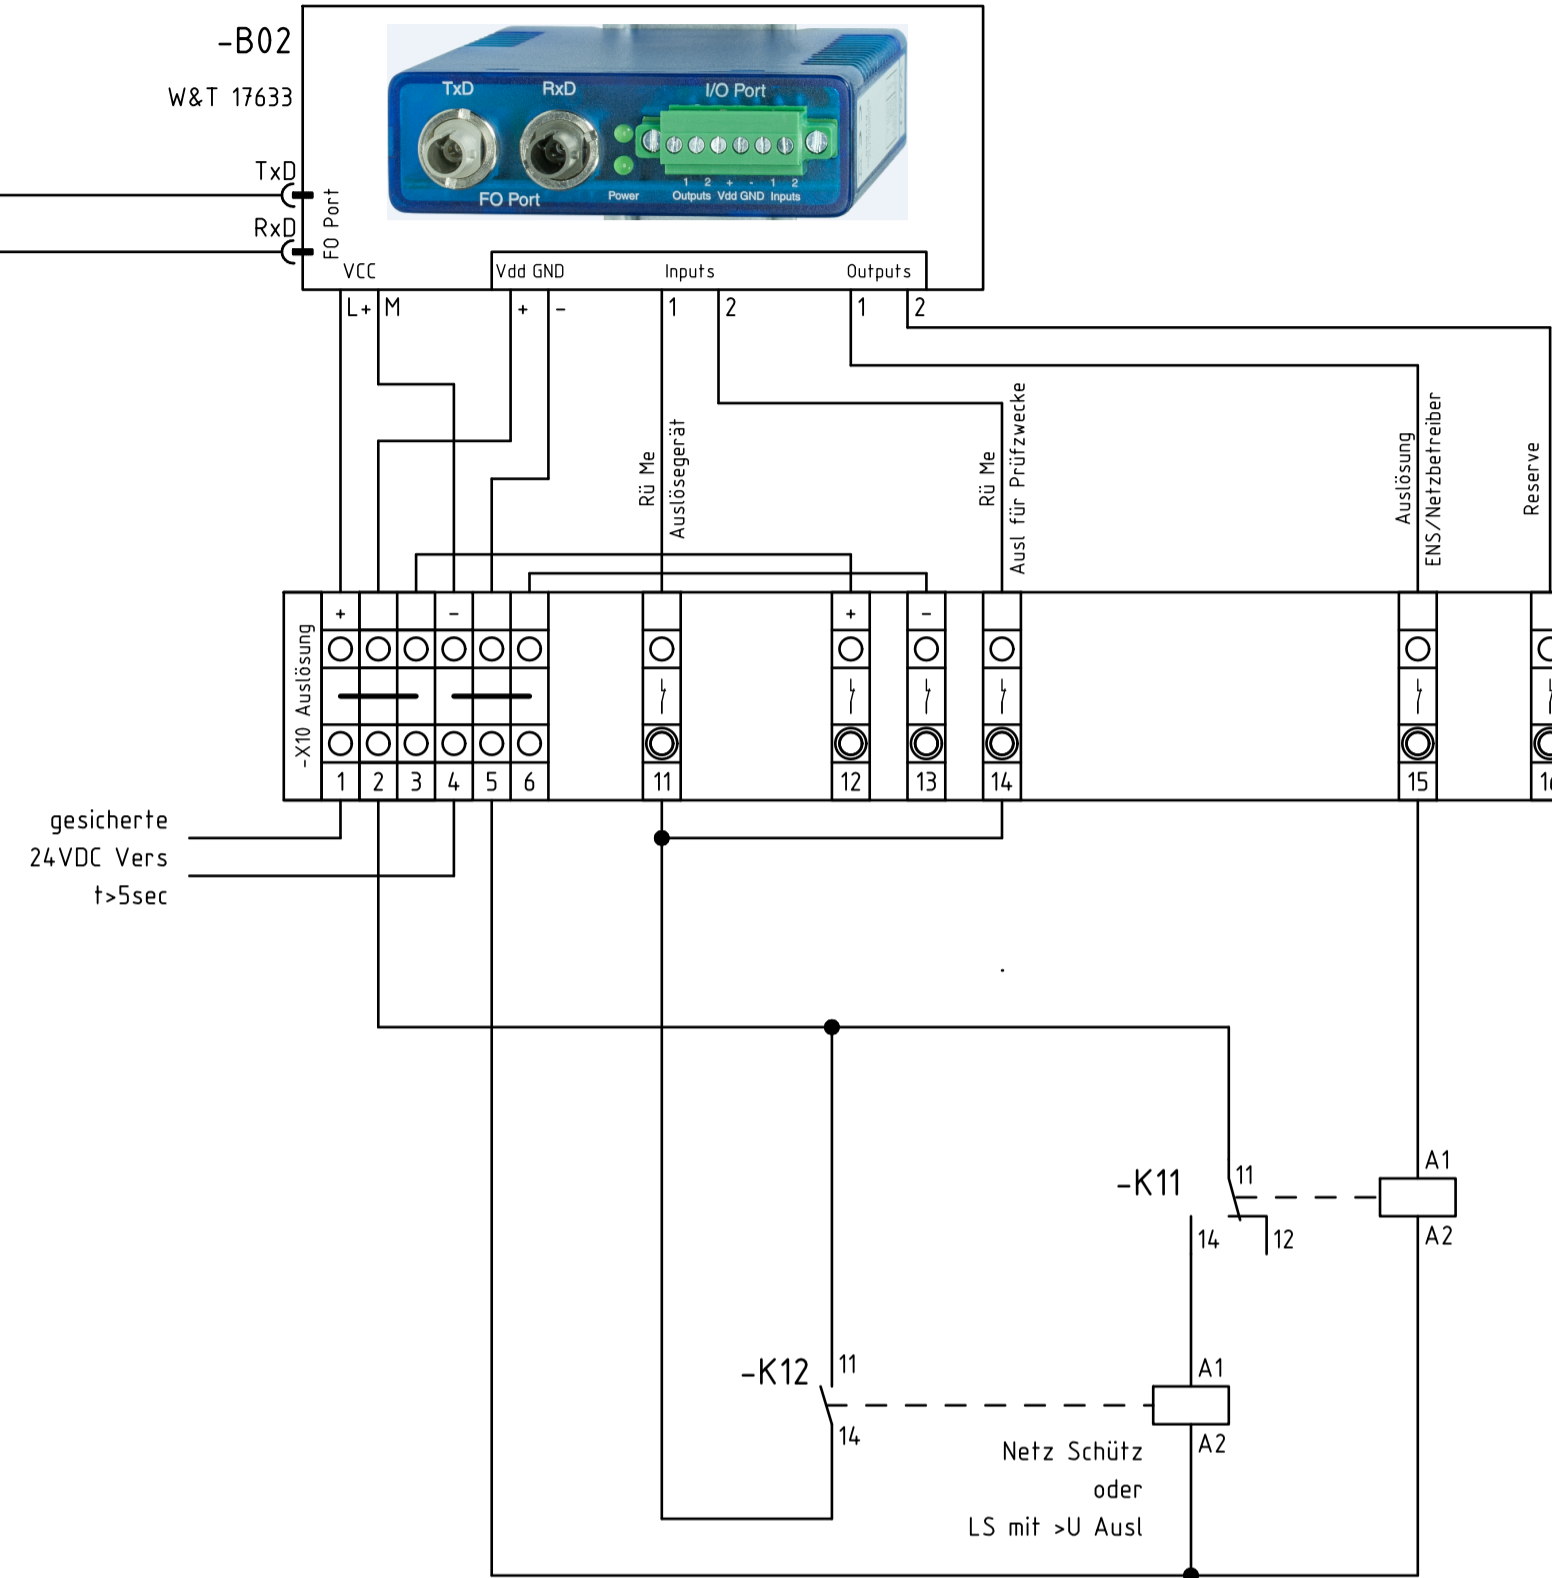 -B02
W&T 17633
TxD
RxD
FO Port
TxD RxD I/O Port
1 2 + - 1 2
FO Port Power Outputs Vdd GND Inputs
VCC Vdd GND Inputs Outputs
L+ M + - 1 2 1 2
Rü Me
Auslösegerät
Rü Me
Ausl für Prüfzwecke
Auslösung
ENS/Netzbetreiber
Reserve
-X10 Auslösung
+ - + -
1 2 3 4 5 6 11 12 13 14 15
gesicherte
24VDC Vers
t>5sec
-K11 11 A1
14 12 A2
-K12 11 A1
14 A2
Netz Schütz
oder
LS mit >U Ausl